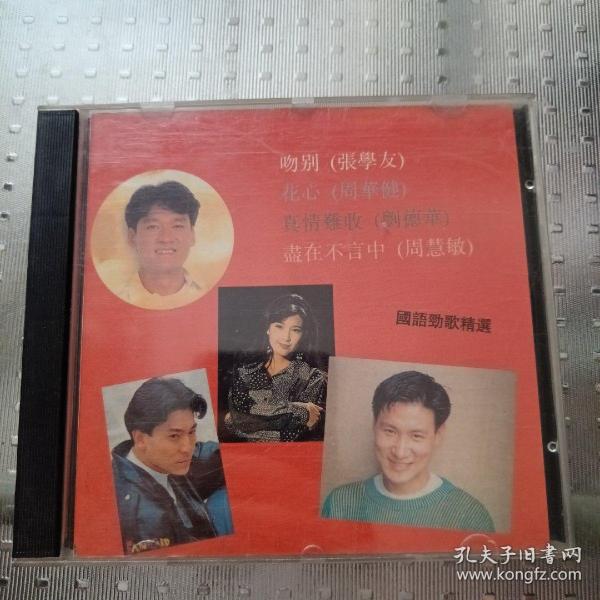 吻别 (張學友)
花心 (周華健)
真情難收 (劉德華)
盡在不言中 (周慧敏)
國語勁歌精選
孔夫子旧书网
www.kongfz.com